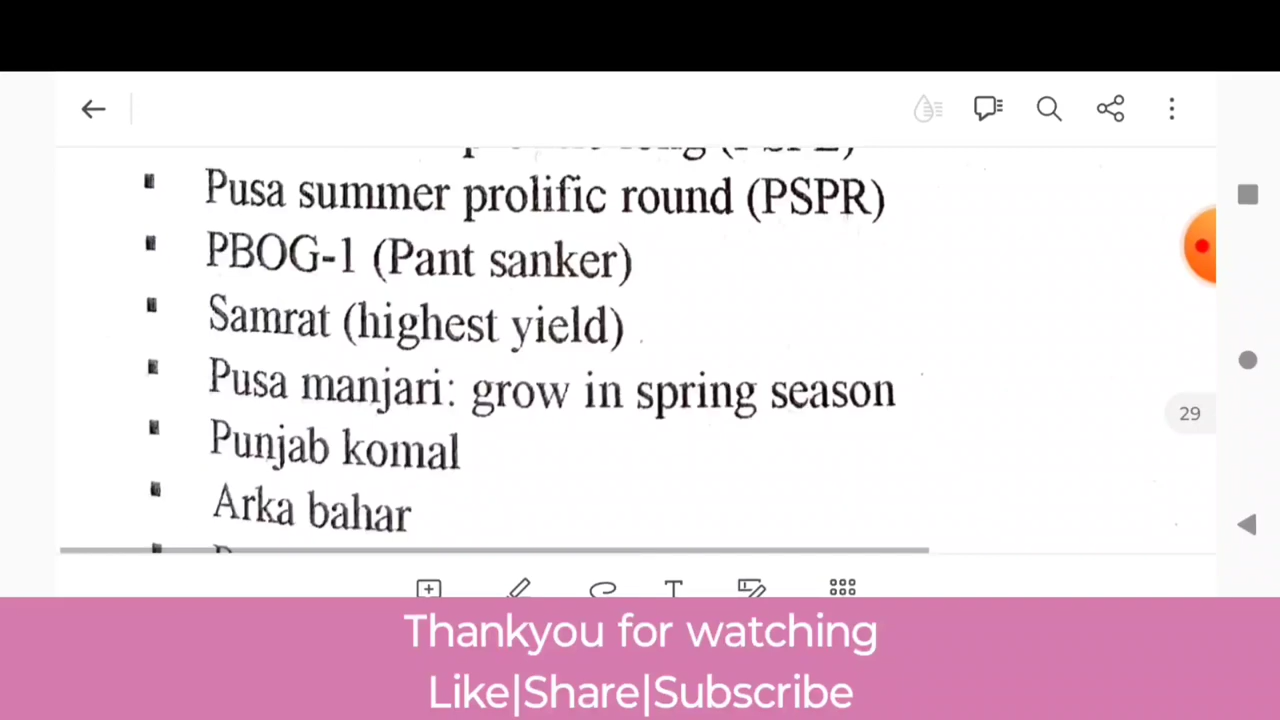 Pusa summer prolific round (PSPR)
PBOG-1 (Pant sanker)
Samrat (highest yield)
Pusa manjari: grow in spring season
29
Punjab komal
Arka bahar
Thankyou for watching
Like|Share|Subscribe